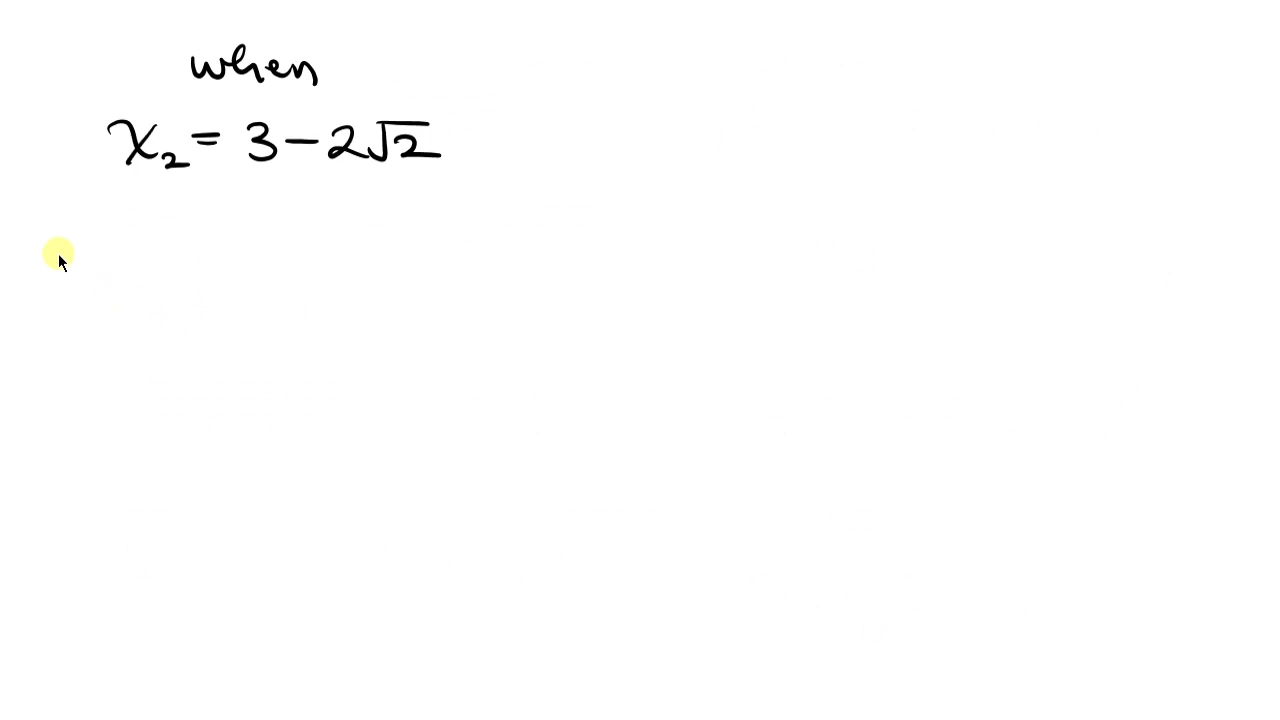 when
x₂ = 3 - 2√2